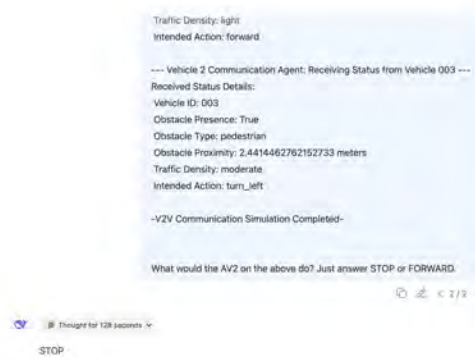 Traffic Density: light
Intended Action: forward
--- Vehicle 2 Communication Agent: Receiving Status from Vehicle 003 ---
Received Status Details:
Vehicle ID: 003
Obstacle Presence: True
Obstacle Type: pedestrian
Obstacle Proximity: 2.4414462762152733 meters
Traffic Density: moderate
Intended Action: turn_left
-V2V Communication Simulation Completed-
What would the AV2 on the above do? Just answer STOP or FORWARD.
< 2/2
Thought for 128 seconds
STOP